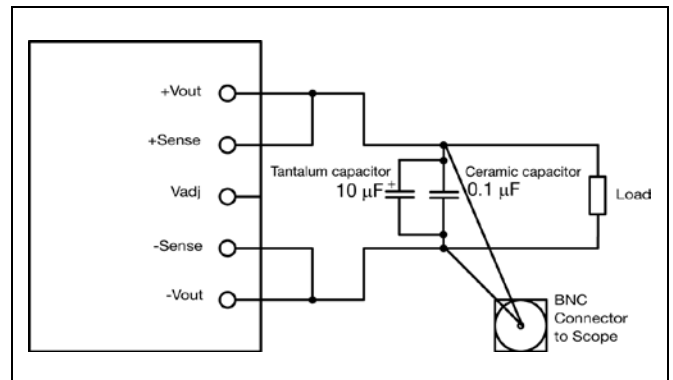 +Vout
+Sense
Vadj
-Sense
-Vout
Tantalum capacitor
10 µF
+
Ceramic capacitor
0.1 µF
Load
BNC
Connector
to Scope